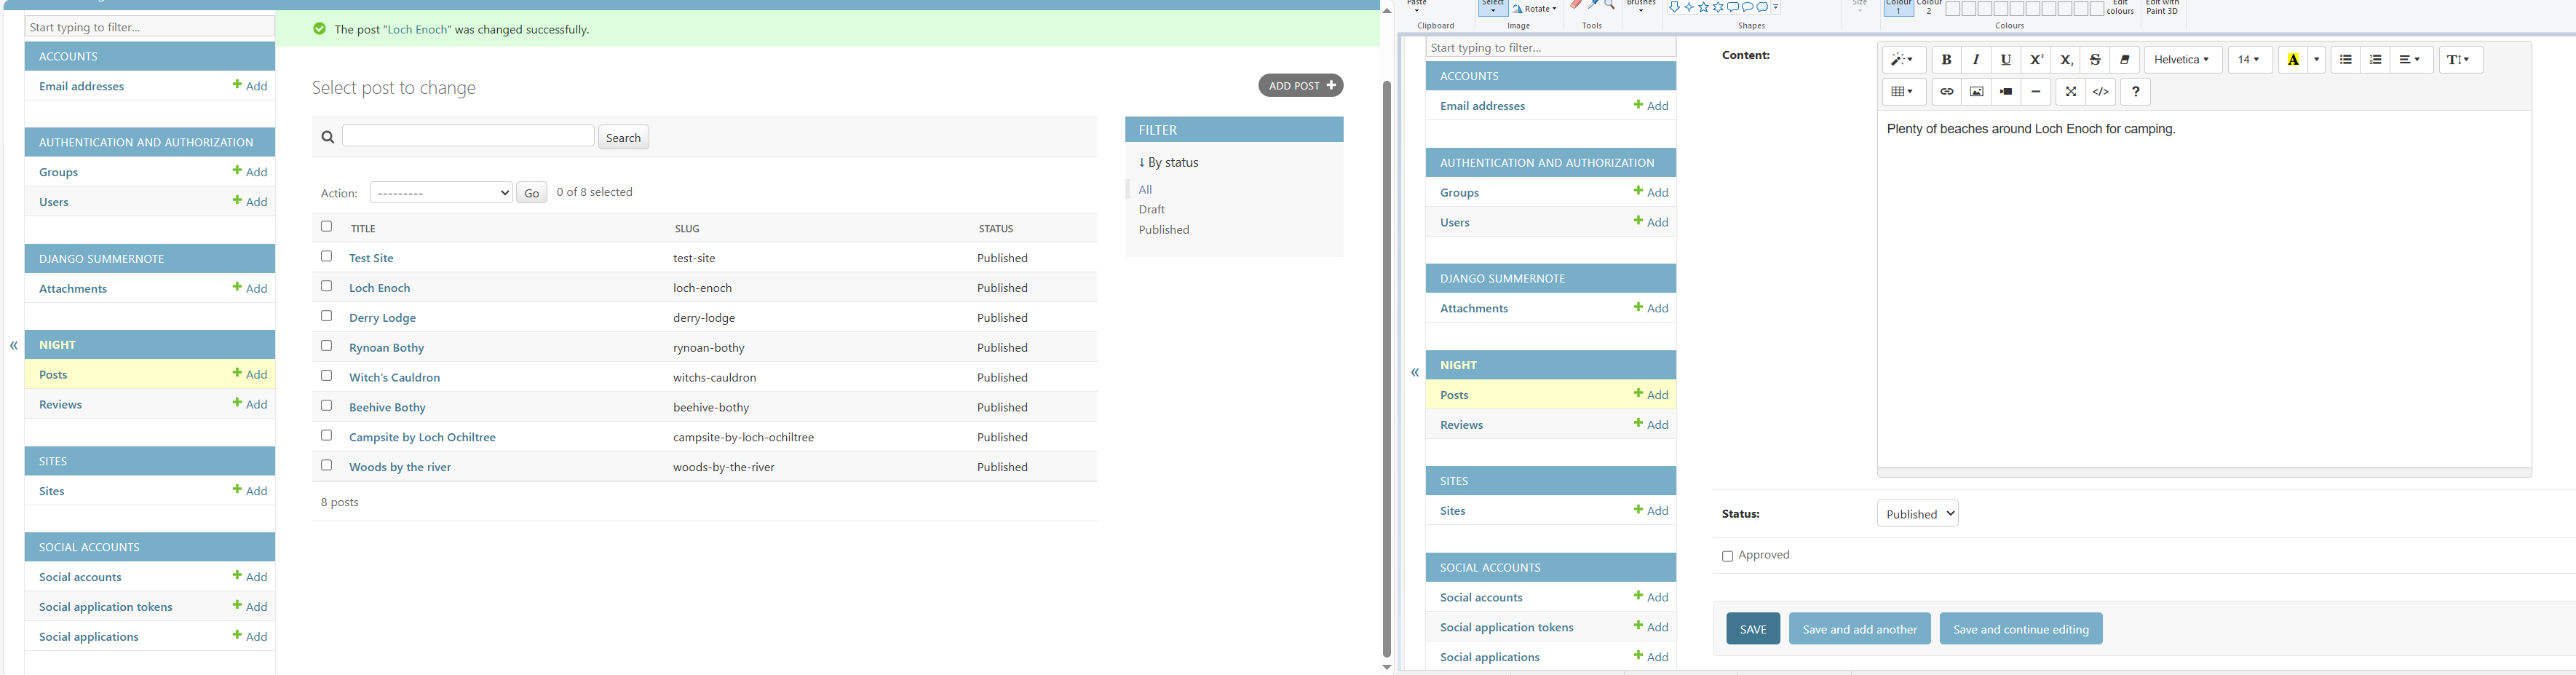 Start typing to filter...
ACCOUNTS
Email addresses
Add
AUTHENTICATION AND AUTHORIZATION
Groups
Add
Users
Add
DJANGO SUMMERNOTE
Attachments
Add
«
NIGHT
Posts
Add
Reviews
Add
SITES
Sites
Add
SOCIAL ACCOUNTS
Social accounts
Add
Social application tokens
Add
Social applications
Add
The post “Loch Enoch” was changed successfully.
Select post to change
ADD POST
Search
Action:
---------
Go
0 of 8 selected
TITLE SLUG STATUS
Test Site test-site Published
Loch Enoch loch-enoch Published
Derry Lodge derry-lodge Published
Rynoan Bothy rynoan-bothy Published
Witch's Cauldron witchs-cauldron Published
Beehive Bothy beehive-bothy Published
Campsite by Loch Ochiltree campsite-by-loch-ochiltree Published
Woods by the river woods-by-the-river Published
8 posts
FILTER
↓ By status
All
Draft
Published
Paste
Clipboard
Select
Rotate
Image
Tools
Brushes
Shapes
Size
Colour
1
Colour
2
Edit
colours
Edit with
Paint 3D
Colours
Start typing to filter...
ACCOUNTS
Email addresses
Add
AUTHENTICATION AND AUTHORIZATION
Groups
Add
Users
Add
DJANGO SUMMERNOTE
Attachments
Add
«
NIGHT
Posts
Add
Reviews
Add
SITES
Sites
Add
SOCIAL ACCOUNTS
Social accounts
Add
Social application tokens
Add
Social applications
Add
Content:
B I U X² X₂ S Helvetica 14 A T
</> ?
Plenty of beaches around Loch Enoch for camping.
Status:
Published
Approved
SAVE
Save and add another
Save and continue editing